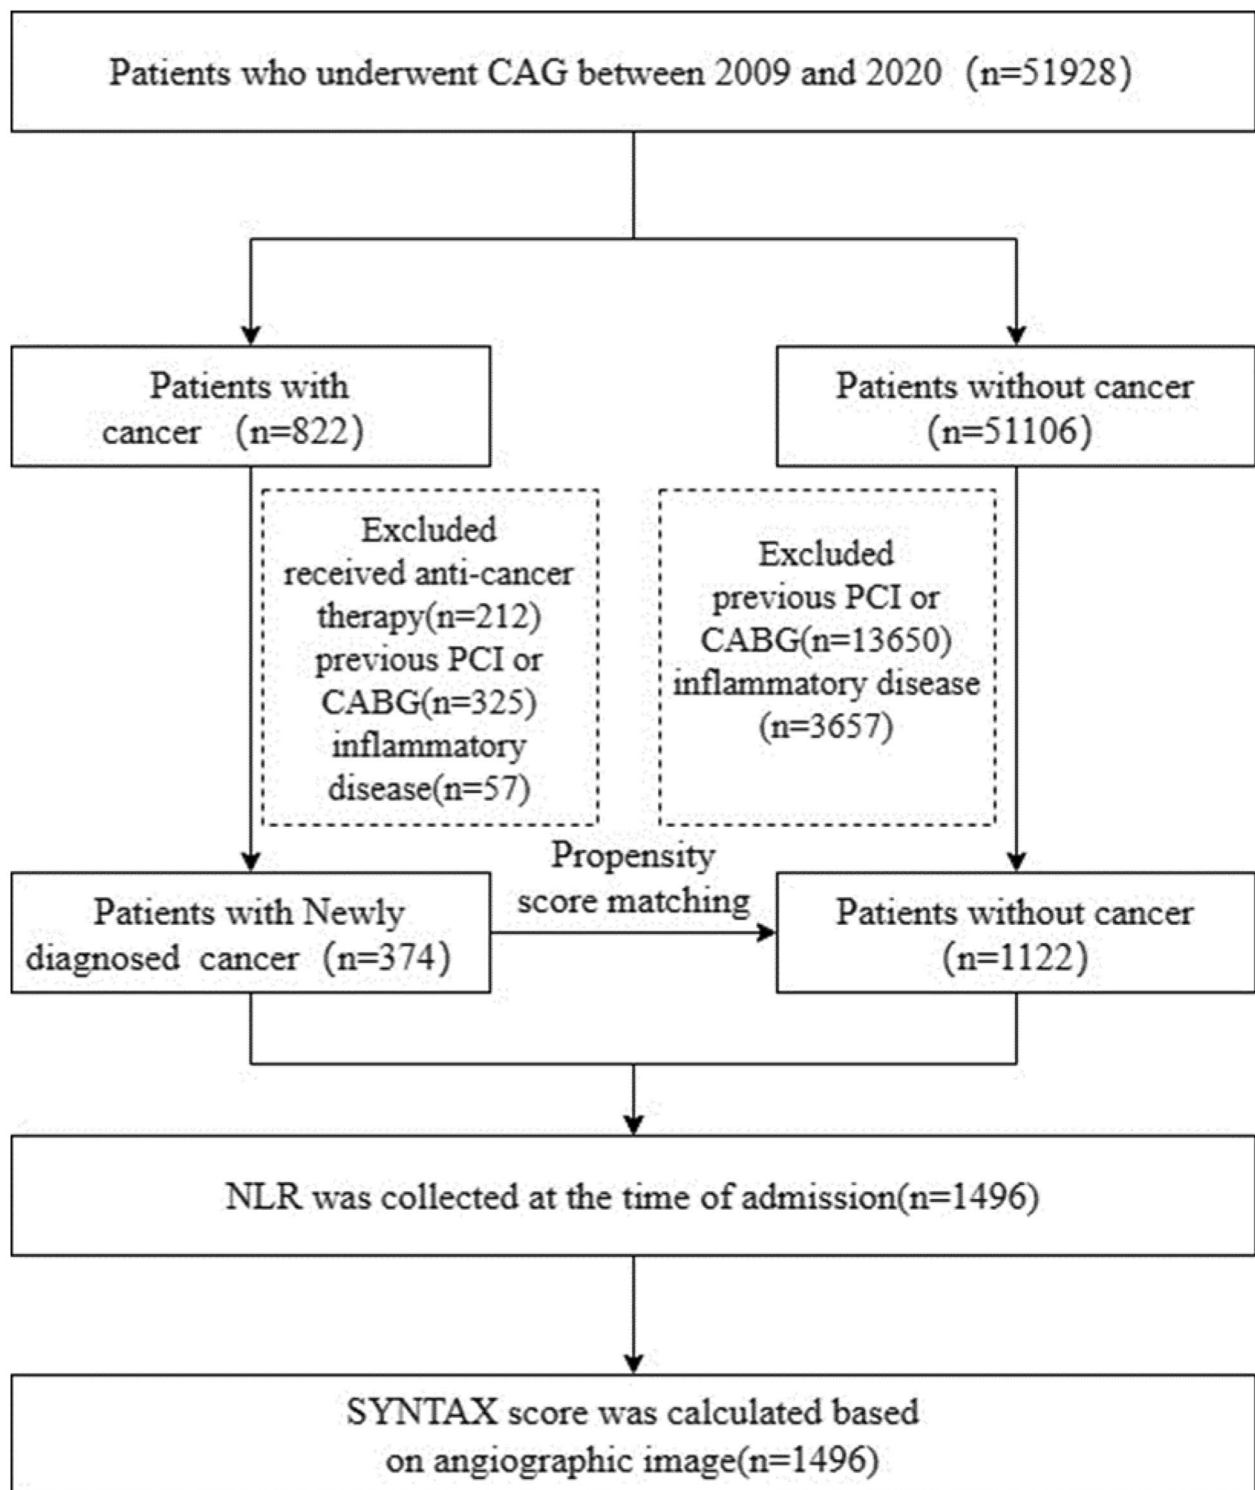 Patients who underwent CAG between 2009 and 2020 (n=51928)
Patients with
cancer (n=822)
Patients without cancer
(n=51106)
Excluded
received anti-cancer
therapy(n=212)
previous PCI or
CABG(n=325)
inflammatory
disease(n=57)
Excluded
previous PCI or
CABG(n=13650)
inflammatory disease
(n=3657)
Propensity
score matching
Patients with Newly
diagnosed cancer (n=374)
Patients without cancer
(n=1122)
NLR was collected at the time of admission(n=1496)
SYNTAX score was calculated based
on angiographic image(n=1496)